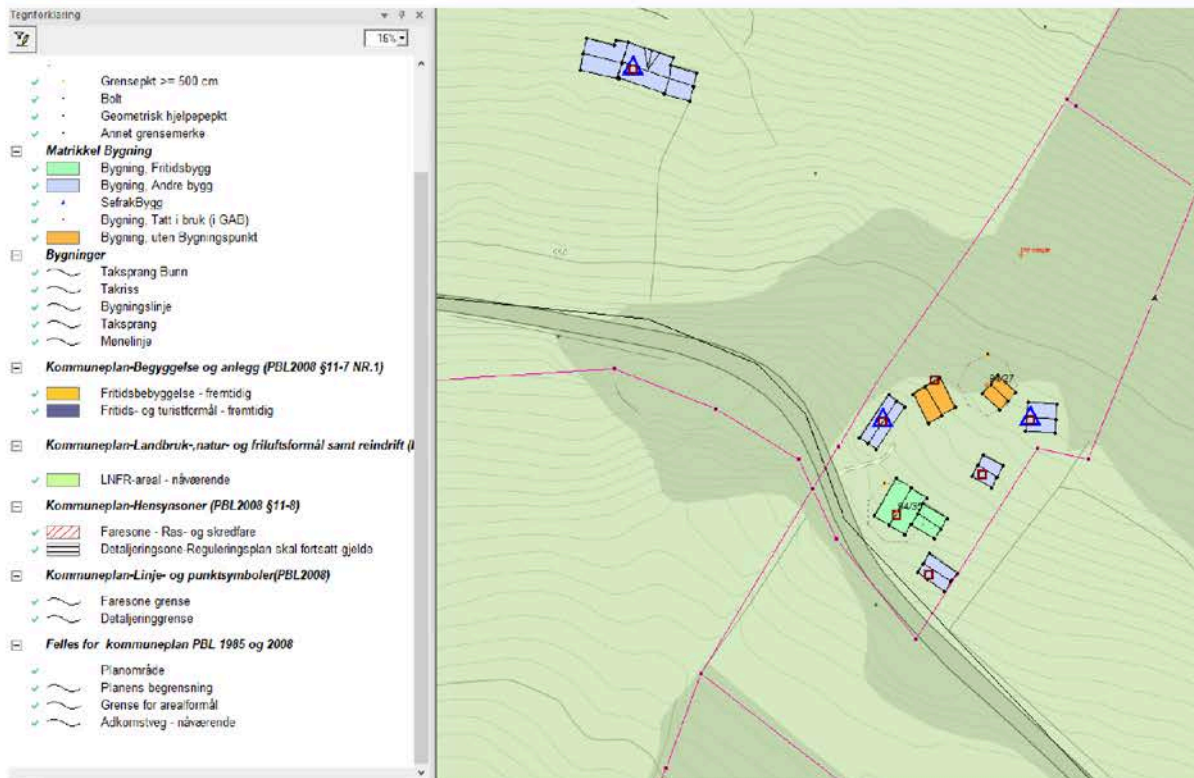 Tegnforklaring
15%
Grensepkt >= 500 cm
Bolt
Geometrisk hjelpepepkt
Annet grensemerke
Matrikkel Bygning
Bygning, Fritidsbygg
Bygning, Andre bygg
SefrakBygg
Bygning, Tatt i bruk (i GAB)
Bygning, uten Bygningspunkt
Bygninger
Taksprang Bunn
Takriss
Bygningslinje
Taksprang
Mønelinje
Kommuneplan-Begyggelse og anlegg (PBL2008 §11-7 NR.1)
Fritidsbebyggelse - fremtidig
Fritids- og turistformål - fremtidig
Kommuneplan-Landbruk-,natur- og friluftsformål samt reindrift (
LNFR-areal - nåværende
Kommuneplan-Hensynsoner (PBL2008 §11-8)
Faresone - Ras- og skredfare
Detaljeringsone-Reguleringsplan skal fortsatt gjelde
Kommuneplan-Linje- og punktsymboler(PBL2008)
Faresone grense
Detaljeringgrense
Felles for kommuneplan PBL 1985 og 2008
Planområde
Planens begrensning
Grense for arealformål
Adkomstveg - nåværende